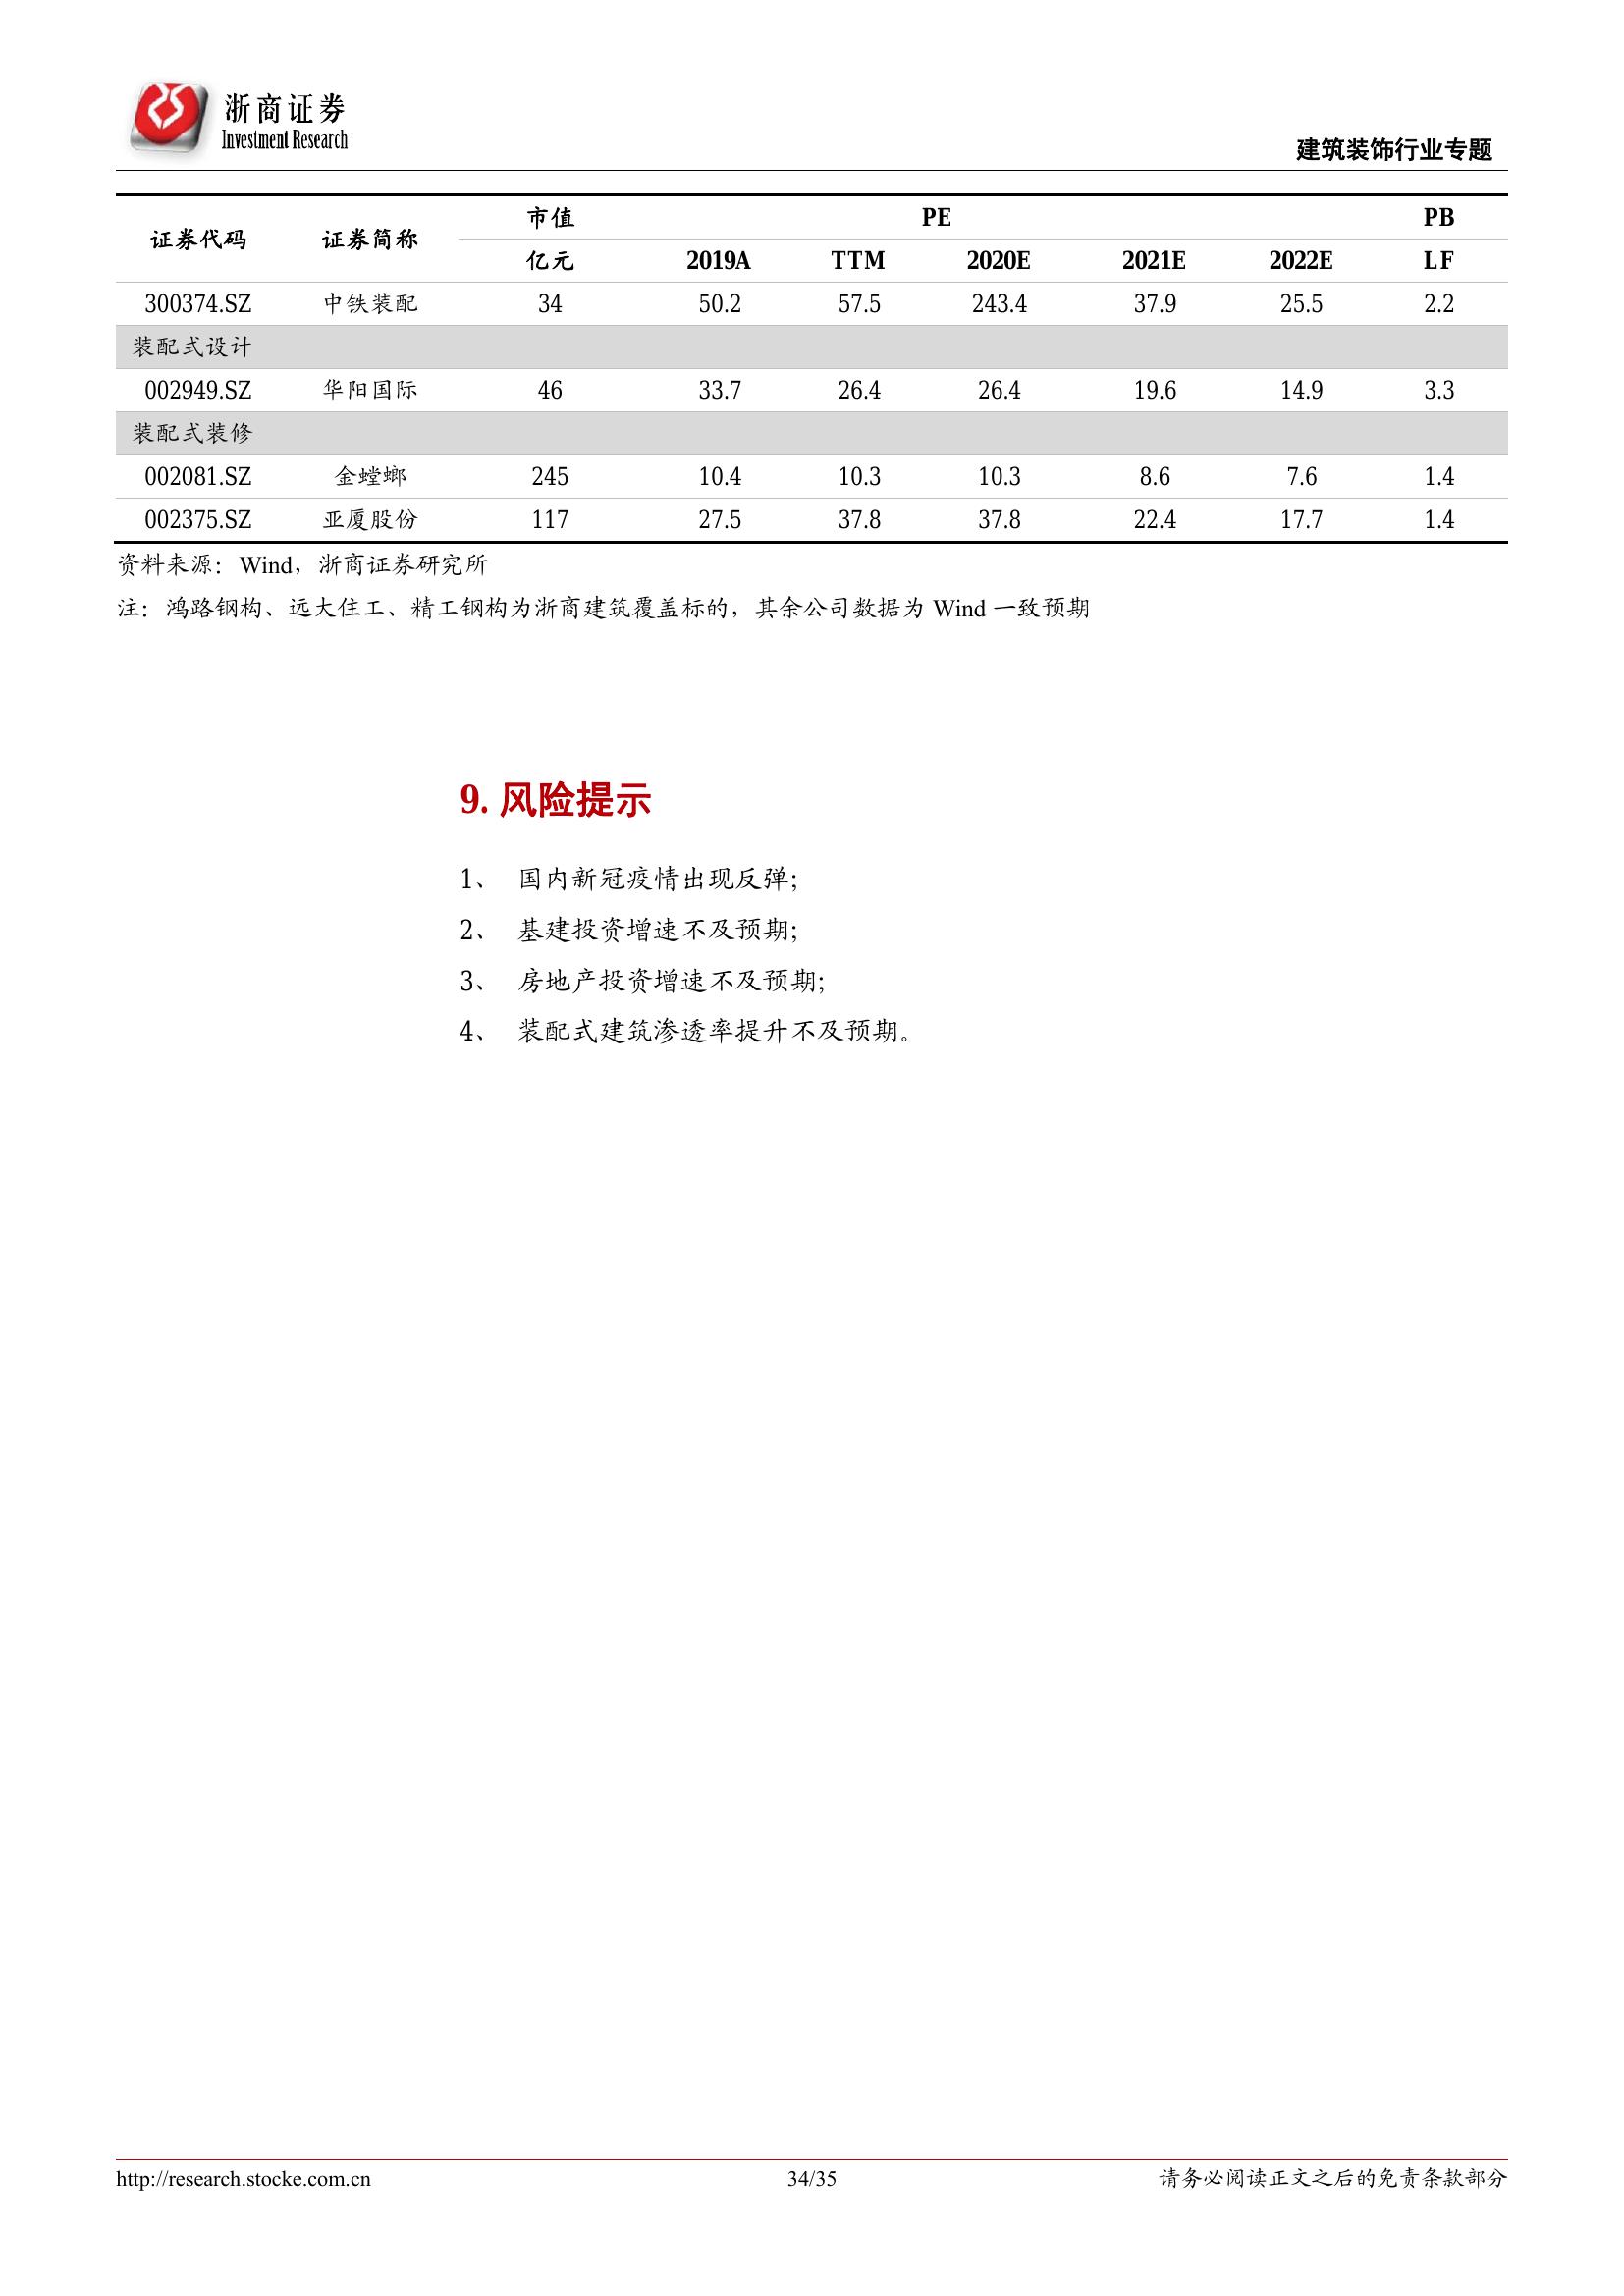 浙商证券
Investment Research
建筑装饰行业专题
证券代码 证券简称 市值 PE PB
亿元 2019A TTM 2020E 2021E 2022E LF
300374.SZ 中铁装配 34 50.2 57.5 243.4 37.9 25.5 2.2
装配式设计
002949.SZ 华阳国际 46 33.7 26.4 26.4 19.6 14.9 3.3
装配式装修
002081.SZ 金螳螂 245 10.4 10.3 10.3 8.6 7.6 1.4
002375.SZ 亚厦股份 117 27.5 37.8 37.8 22.4 17.7 1.4
资料来源：Wind，浙商证券研究所
注：鸿路钢构、远大住工、精工钢构为浙商建筑覆盖标的，其余公司数据为 Wind 一致预期
9. 风险提示
1、 国内新冠疫情出现反弹；
2、 基建投资增速不及预期；
3、 房地产投资增速不及预期；
4、 装配式建筑渗透率提升不及预期。
http://research.stocke.com.cn 34/35 请务必阅读正文之后的免责条款部分